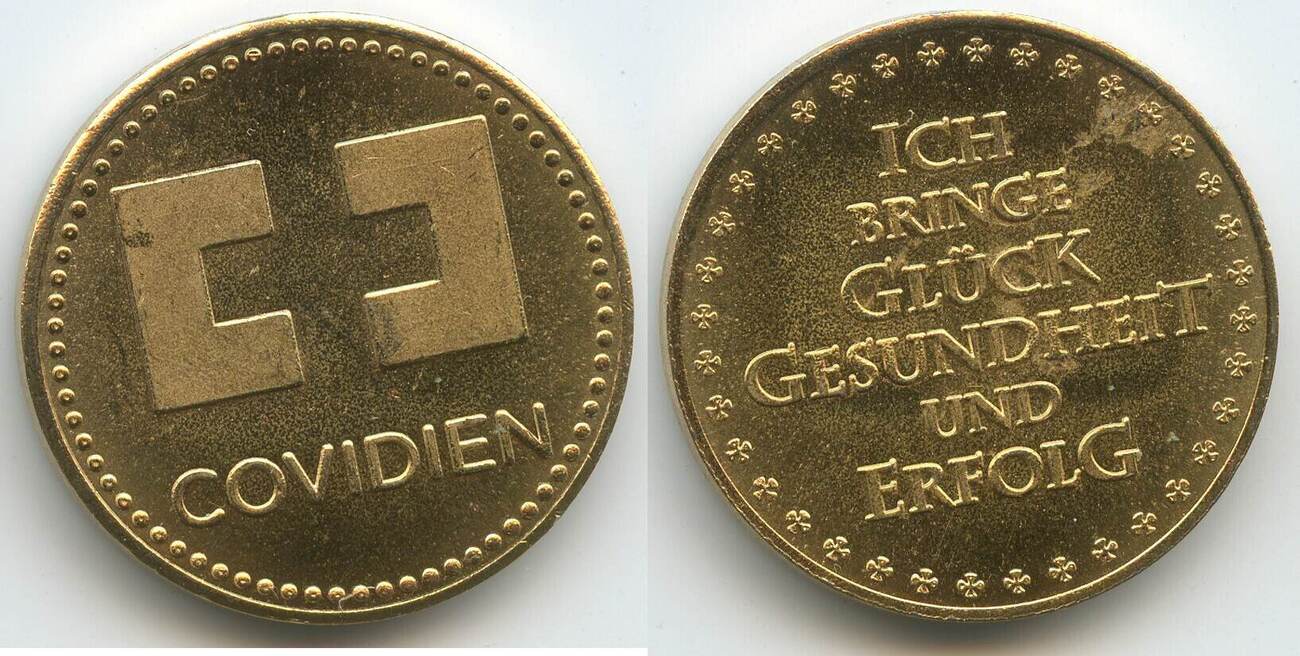 COVIDIEN
ICH
BRINGE
GLÜCK
GESUNDHEIT
UND
ERFOLG